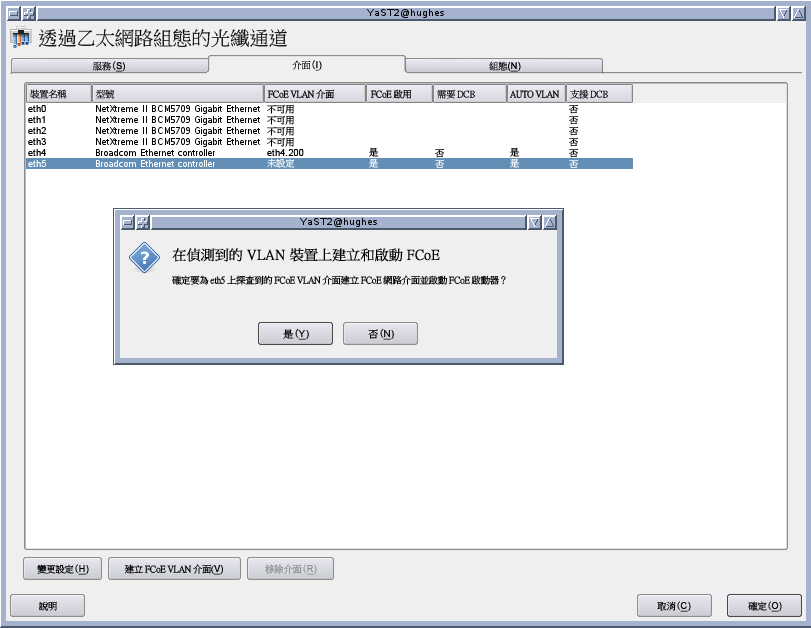 YaST2@hughes
透過乙太網路組態的光纖通道
服務(S) 介面(I) 組態(N)
裝置名稱 型號 FCoE VLAN 介面 FCoE 啟用 需要 DCB AUTO VLAN 支援 DCB
eth0 NetXtreme II BCM5709 Gigabit Ethernet 不可用 否
eth1 NetXtreme II BCM5709 Gigabit Ethernet 不可用 否
eth2 NetXtreme II BCM5709 Gigabit Ethernet 不可用 否
eth3 NetXtreme II BCM5709 Gigabit Ethernet 不可用 否
eth4 Broadcom Ethernet controller eth4.200 是 否 是 否
eth5 Broadcom Ethernet controller 未設定 是 否 是 否
YaST2@hughes
在偵測到的 VLAN 裝置上建立和啟動 FCoE
確定要為 eth5 上探查到的 FCoE VLAN 介面建立 FCoE 網路介面並啟動 FCoE 啟動器？
是(Y) 否(N)
變更設定(H) 建立 FCoE VLAN 介面(V) 移除介面(R)
說明 取消(C) 確定(O)